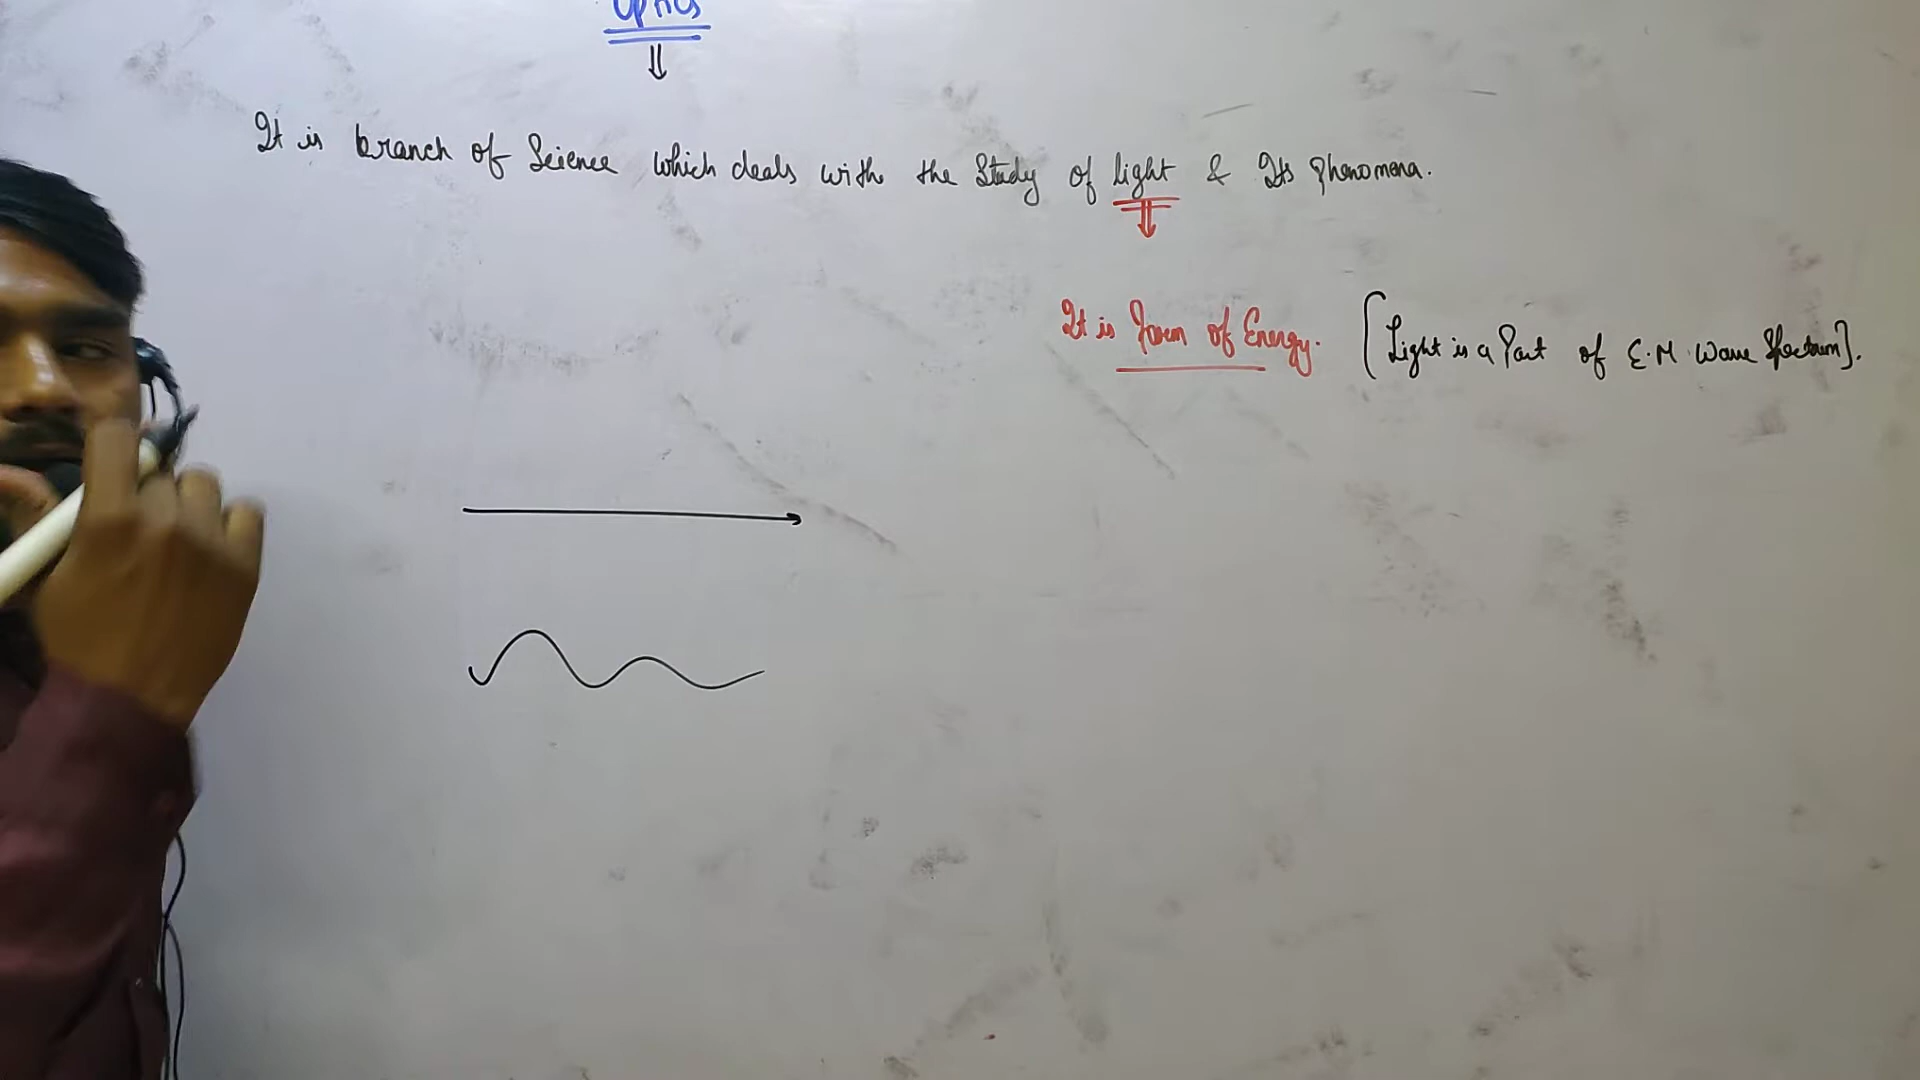 Optics
It is branch of Science which deals with the Study of light & Its phenomena.
It is Form of Energy. [Light is a Part of E.M. Wave Spectrum].